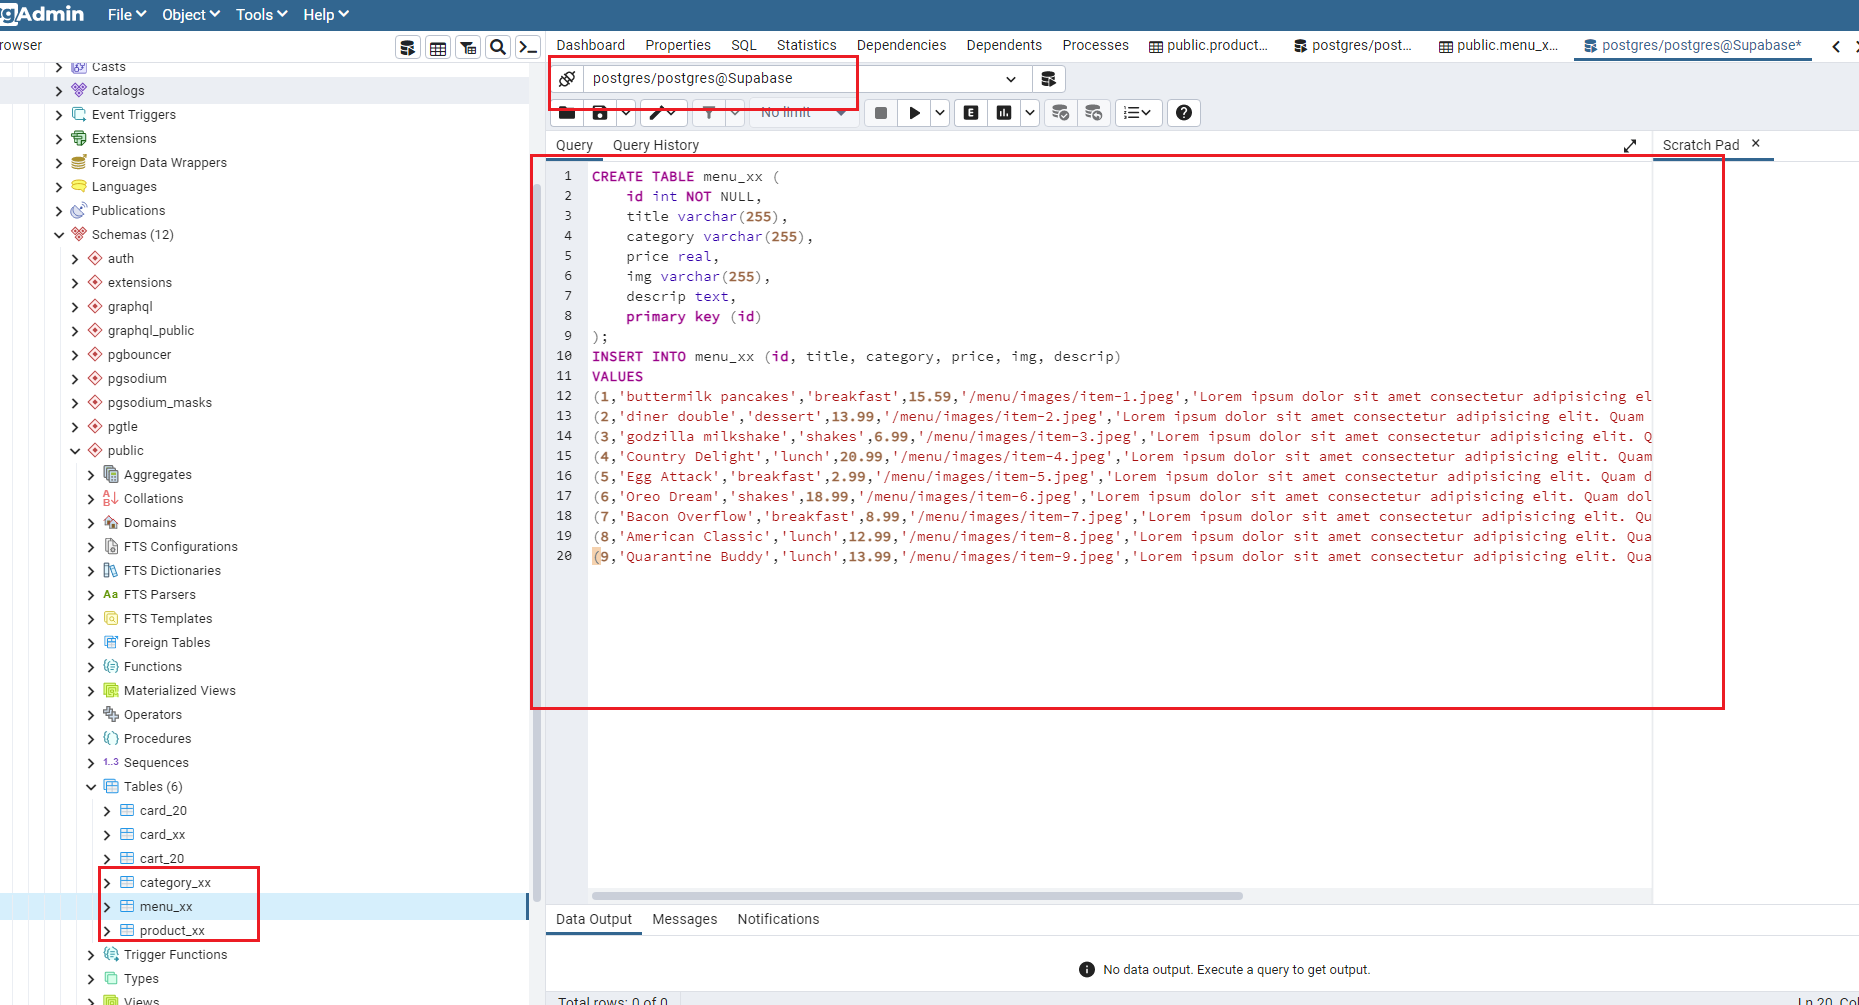 gAdmin File Object Tools Help
rowser
Dashboard Properties SQL Statistics Dependencies Dependents Processes public.product... postgres/post... public.menu_x... postgres/postgres@Supabase*
Casts
Catalogs
Event Triggers
Extensions
Foreign Data Wrappers
Languages
Publications
Schemas (12)
auth
extensions
graphql
graphql_public
pgbouncer
pgsodium
pgsodium_masks
pgtle
public
Aggregates
Collations
Domains
FTS Configurations
FTS Dictionaries
Aa FTS Parsers
FTS Templates
Foreign Tables
Functions
Materialized Views
Operators
Procedures
1..3 Sequences
Tables (6)
card_20
card_xx
cart_20
category_xx
menu_xx
product_xx
Trigger Functions
Types
Views
postgres/postgres@Supabase
No limit
E
Query Query History
Scratch Pad
1 CREATE TABLE menu_xx (
2 id int NOT NULL,
3 title varchar(255),
4 category varchar(255),
5 price real,
6 img varchar(255),
7 descrip text,
8 primary key (id)
9 );
10 INSERT INTO menu_xx (id, title, category, price, img, descrip)
11 VALUES
12 (1,'buttermilk pancakes','breakfast',15.59,'/menu/images/item-1.jpeg','Lorem ipsum dolor sit amet consectetur adipisicing el
13 (2,'diner double','dessert',13.99,'/menu/images/item-2.jpeg','Lorem ipsum dolor sit amet consectetur adipisicing elit. Quam
14 (3,'godzilla milkshake','shakes',6.99,'/menu/images/item-3.jpeg','Lorem ipsum dolor sit amet consectetur adipisicing elit. Q
15 (4,'Country Delight','lunch',20.99,'/menu/images/item-4.jpeg','Lorem ipsum dolor sit amet consectetur adipisicing elit. Quam
16 (5,'Egg Attack','breakfast',2.99,'/menu/images/item-5.jpeg','Lorem ipsum dolor sit amet consectetur adipisicing elit. Quam d
17 (6,'Oreo Dream','shakes',18.99,'/menu/images/item-6.jpeg','Lorem ipsum dolor sit amet consectetur adipisicing elit. Quam dol
18 (7,'Bacon Overflow','breakfast',8.99,'/menu/images/item-7.jpeg','Lorem ipsum dolor sit amet consectetur adipisicing elit. Qu
19 (8,'American Classic','lunch',12.99,'/menu/images/item-8.jpeg','Lorem ipsum dolor sit amet consectetur adipisicing elit. Qua
20 (9,'Quarantine Buddy','lunch',13.99,'/menu/images/item-9.jpeg','Lorem ipsum dolor sit amet consectetur adipisicing elit. Qua
Data Output Messages Notifications
No data output. Execute a query to get output.
Total rows: 0 of 0
Ln 20, Col